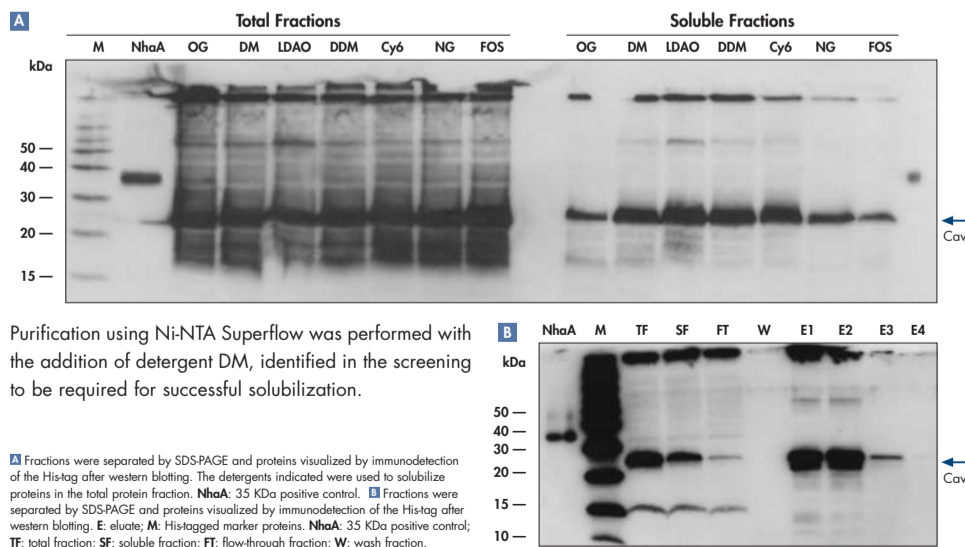 A
Total Fractions
Soluble Fractions
M NhaA OG DM LDAO DDM Cy6 NG FOS
OG DM LDAO DDM Cy6 NG FOS
kDa
50
40
30
20
15
Cav
Purification using Ni-NTA Superflow was performed with
the addition of detergent DM, identified in the screening
to be required for successful solubilization.
A Fractions were separated by SDS-PAGE and proteins visualized by immunodetection
of the His-tag after western blotting. The detergents indicated were used to solubilize
proteins in the total protein fraction. NhaA: 35 KDa positive control. B Fractions were
separated by SDS-PAGE and proteins visualized by immunodetection of the His-tag after
western blotting. E: eluate; M: His-tagged marker proteins. NhaA: 35 KDa positive control;
TF: total fraction; SF: soluble fraction; FT: flow-through fraction; W: wash fraction.
B
NhaA M TF SF FT W E1 E2 E3 E4
kDa
50
40
30
20
15
10
Cav